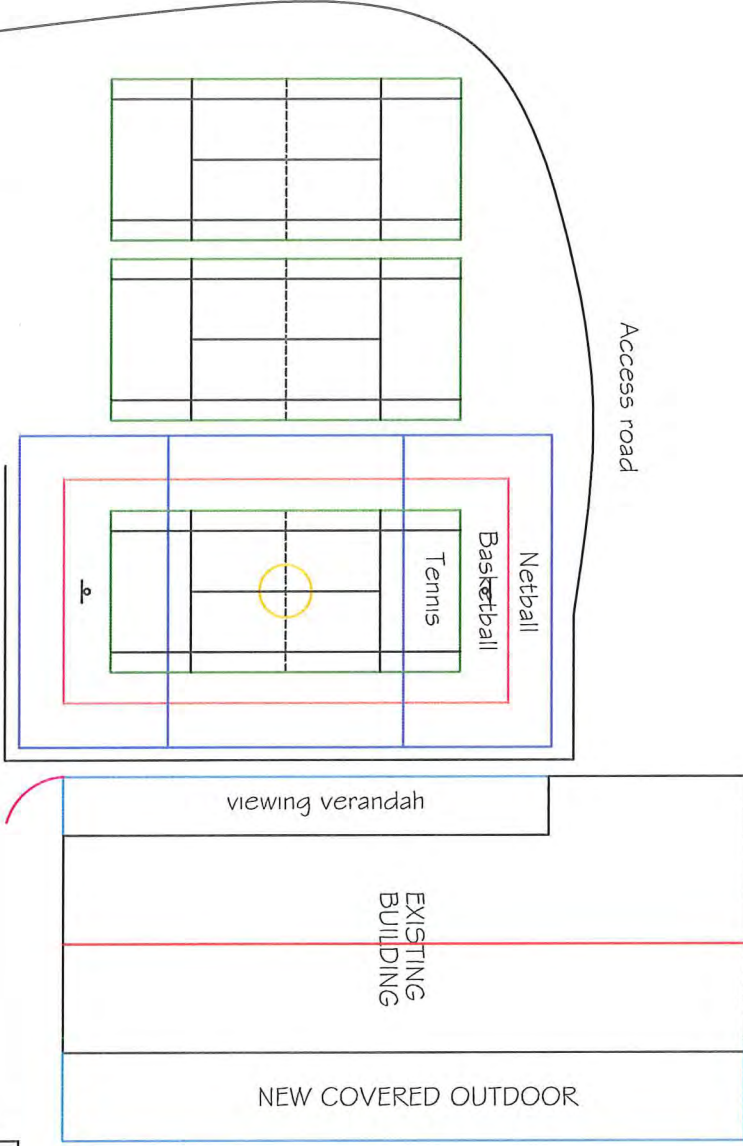 Access road
Netball
Basketball
Tennis
viewing verandah
EXISTING
BUILDING
NEW COVERED OUTDOOR